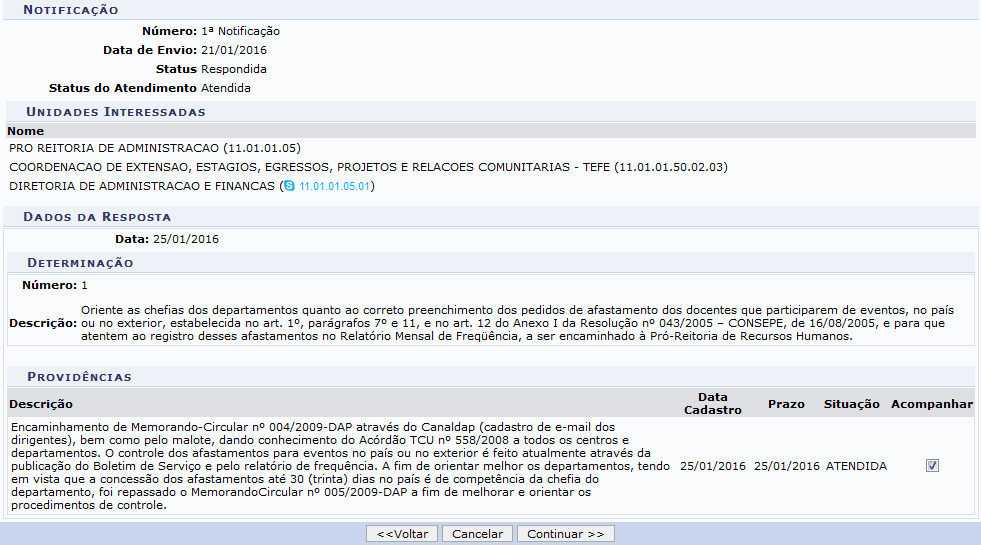 NOTIFICAÇÃO
Número: 1ª Notificação
Data de Envio: 21/01/2016
Status Respondida
Status do Atendimento Atendida
UNIDADES INTERESSADAS
Nome
PRO REITORIA DE ADMINISTRACAO (11.01.01.05)
COORDENACAO DE EXTENSAO, ESTAGIOS, EGRESSOS, PROJETOS E RELACOES COMUNITARIAS - TEFE (11.01.01.50.02.03)
DIRETORIA DE ADMINISTRACAO E FINANCAS (11.01.01.05.01)
DADOS DA RESPOSTA
Data: 25/01/2016
DETERMINAÇÃO
Número: 1
Descrição: Oriente as chefias dos departamentos quanto ao correto preenchimento dos pedidos de afastamento dos docentes que participarem de eventos, no país
ou no exterior, estabelecida no art. 1º, parágrafos 7º e 11, e no art. 12 do Anexo I da Resolução nº 043/2005 – CONSEPE, de 16/08/2005, e para que
atentem ao registro desses afastamentos no Relatório Mensal de Freqüência, a ser encaminhado à Pró-Reitoria de Recursos Humanos.
PROVIDÊNCIAS
Descrição Data Cadastro Prazo Situação Acompanhar
Encaminhamento de Memorando-Circular nº 004/2009-DAP através do Canaldap (cadastro de e-mail dos
dirigentes), bem como pelo malote, dando conhecimento do Acórdão TCU nº 558/2008 a todos os centros e
departamentos. O controle dos afastamentos para eventos no país ou no exterior é feito atualmente através da
publicação do Boletim de Serviço e pelo relatório de frequência. A fim de orientar melhor os departamentos, tendo
em vista que a concessão dos afastamentos até 30 (trinta) dias no país é de competência da chefia do
departamento, foi repassado o MemorandoCircular nº 005/2009-DAP a fim de melhorar e orientar os
procedimentos de controle.
25/01/2016 25/01/2016 ATENDIDA
<<Voltar Cancelar Continuar >>